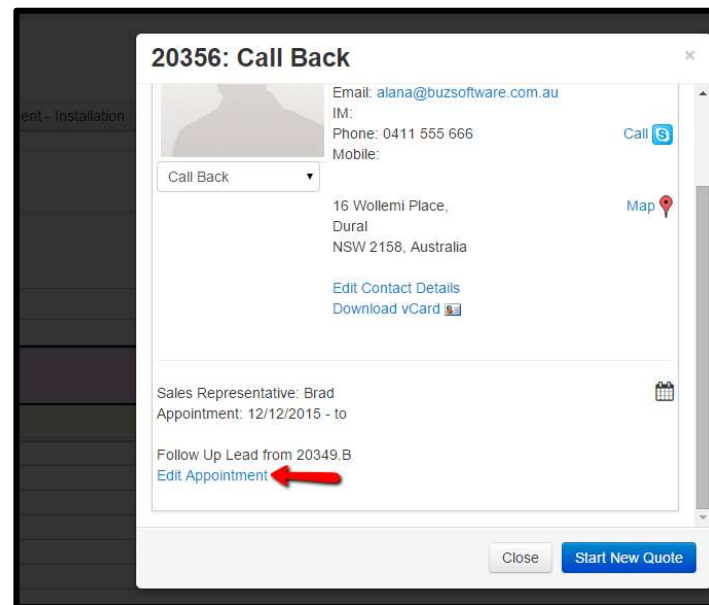 20356: Call Back
×
ent - Installation
Email: alana@buzsoftware.com.au
IM:
Phone: 0411 555 666
Call
Mobile:
Call Back
16 Wollemi Place,
Map
Dural
NSW 2158, Australia
Edit Contact Details
Download vCard
Sales Representative: Brad
Appointment: 12/12/2015 - to
Follow Up Lead from 20349.B
Edit Appointment
Close
Start New Quote